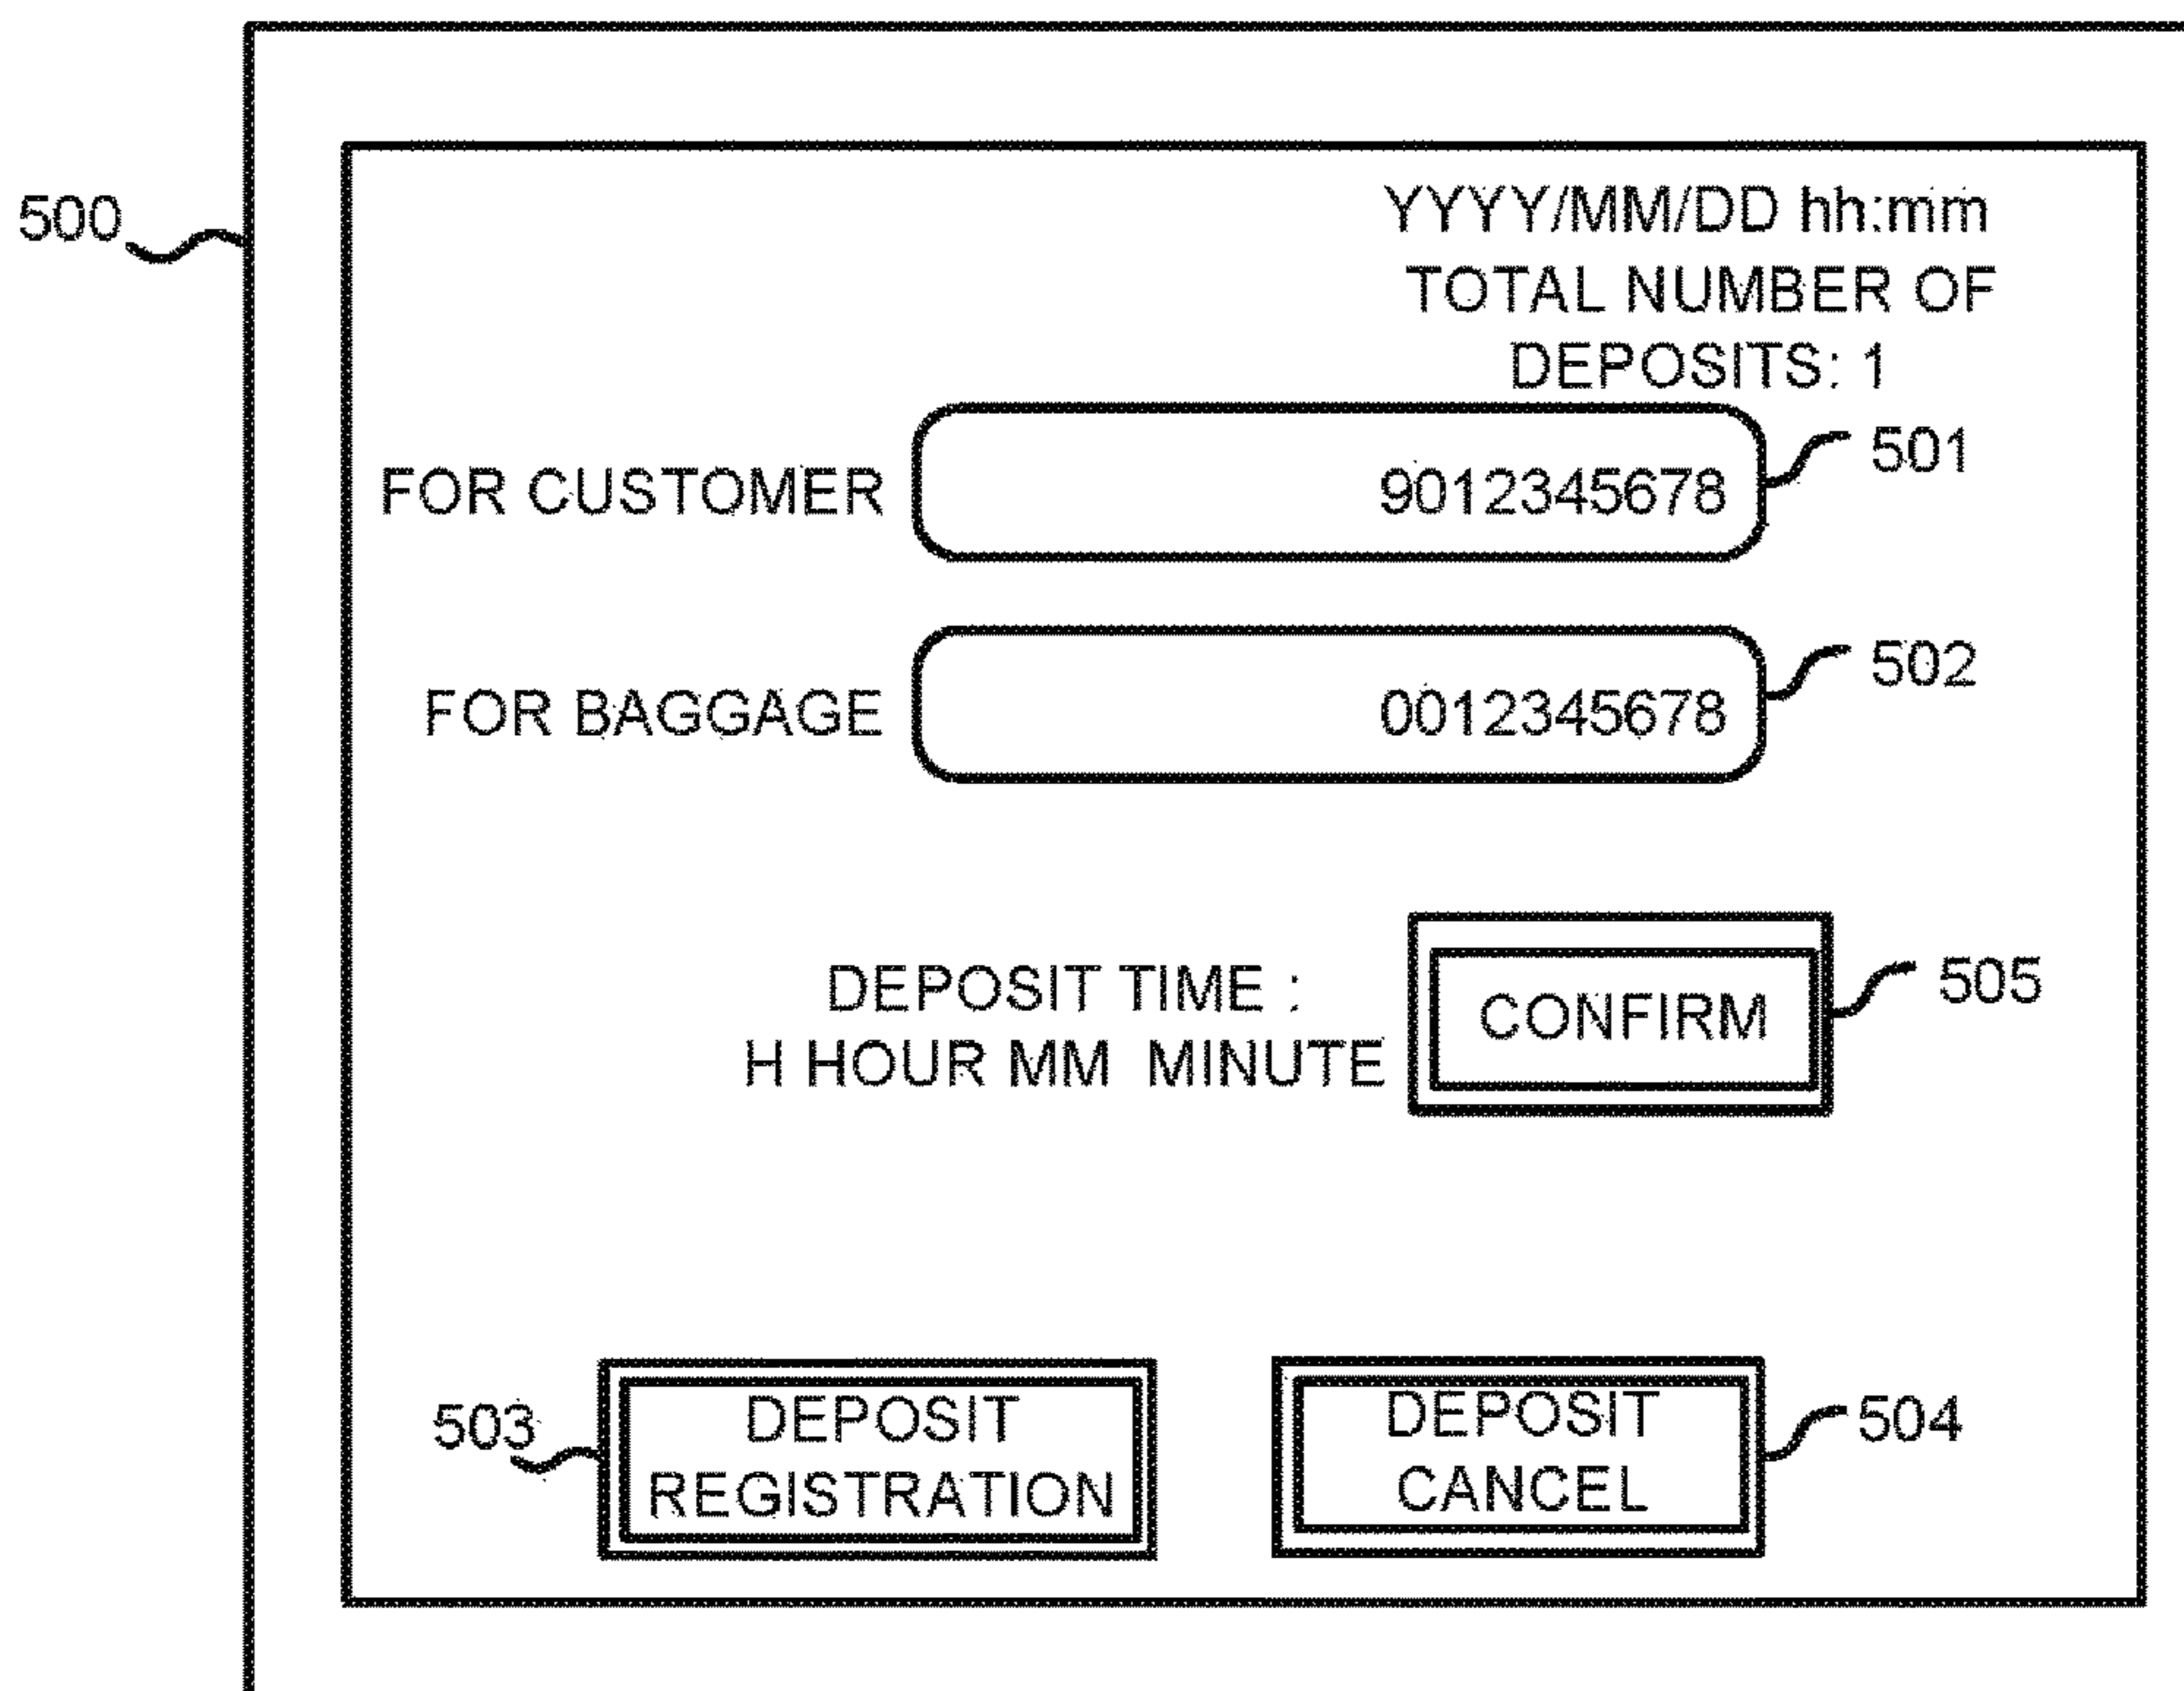 YYYY/MM/DD hh:mm
500
TOTAL NUMBER OF
DEPOSITS: 1
501
FOR CUSTOMER 9012345678
502
FOR BAGGAGE 0012345678
DEPOSIT TIME :
505
CONFIRM
H HOUR MM MINUTE
503
DEPOSIT
REGISTRATION
DEPOSIT
CANCEL
504